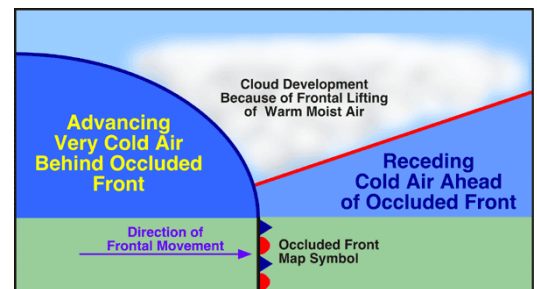 Cloud Development
Because of Frontal Lifting
of Warm Moist Air
Advancing
Very Cold Air
Behind Occluded
Front
Receding
Cold Air Ahead
of Occluded Front
Direction of
Frontal Movement
Occluded Front
Map Symbol